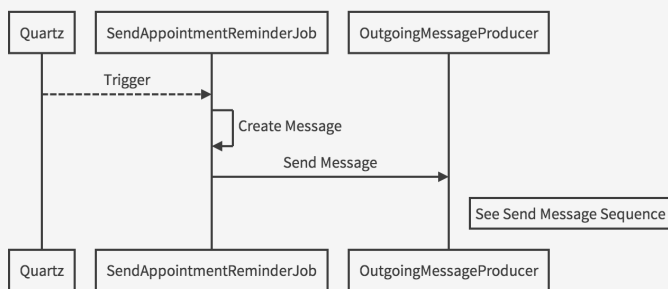 Quartz
SendAppointmentReminderJob
OutgoingMessageProducer
Trigger
Create Message
Send Message
See Send Message Sequence
Quartz
SendAppointmentReminderJob
OutgoingMessageProducer